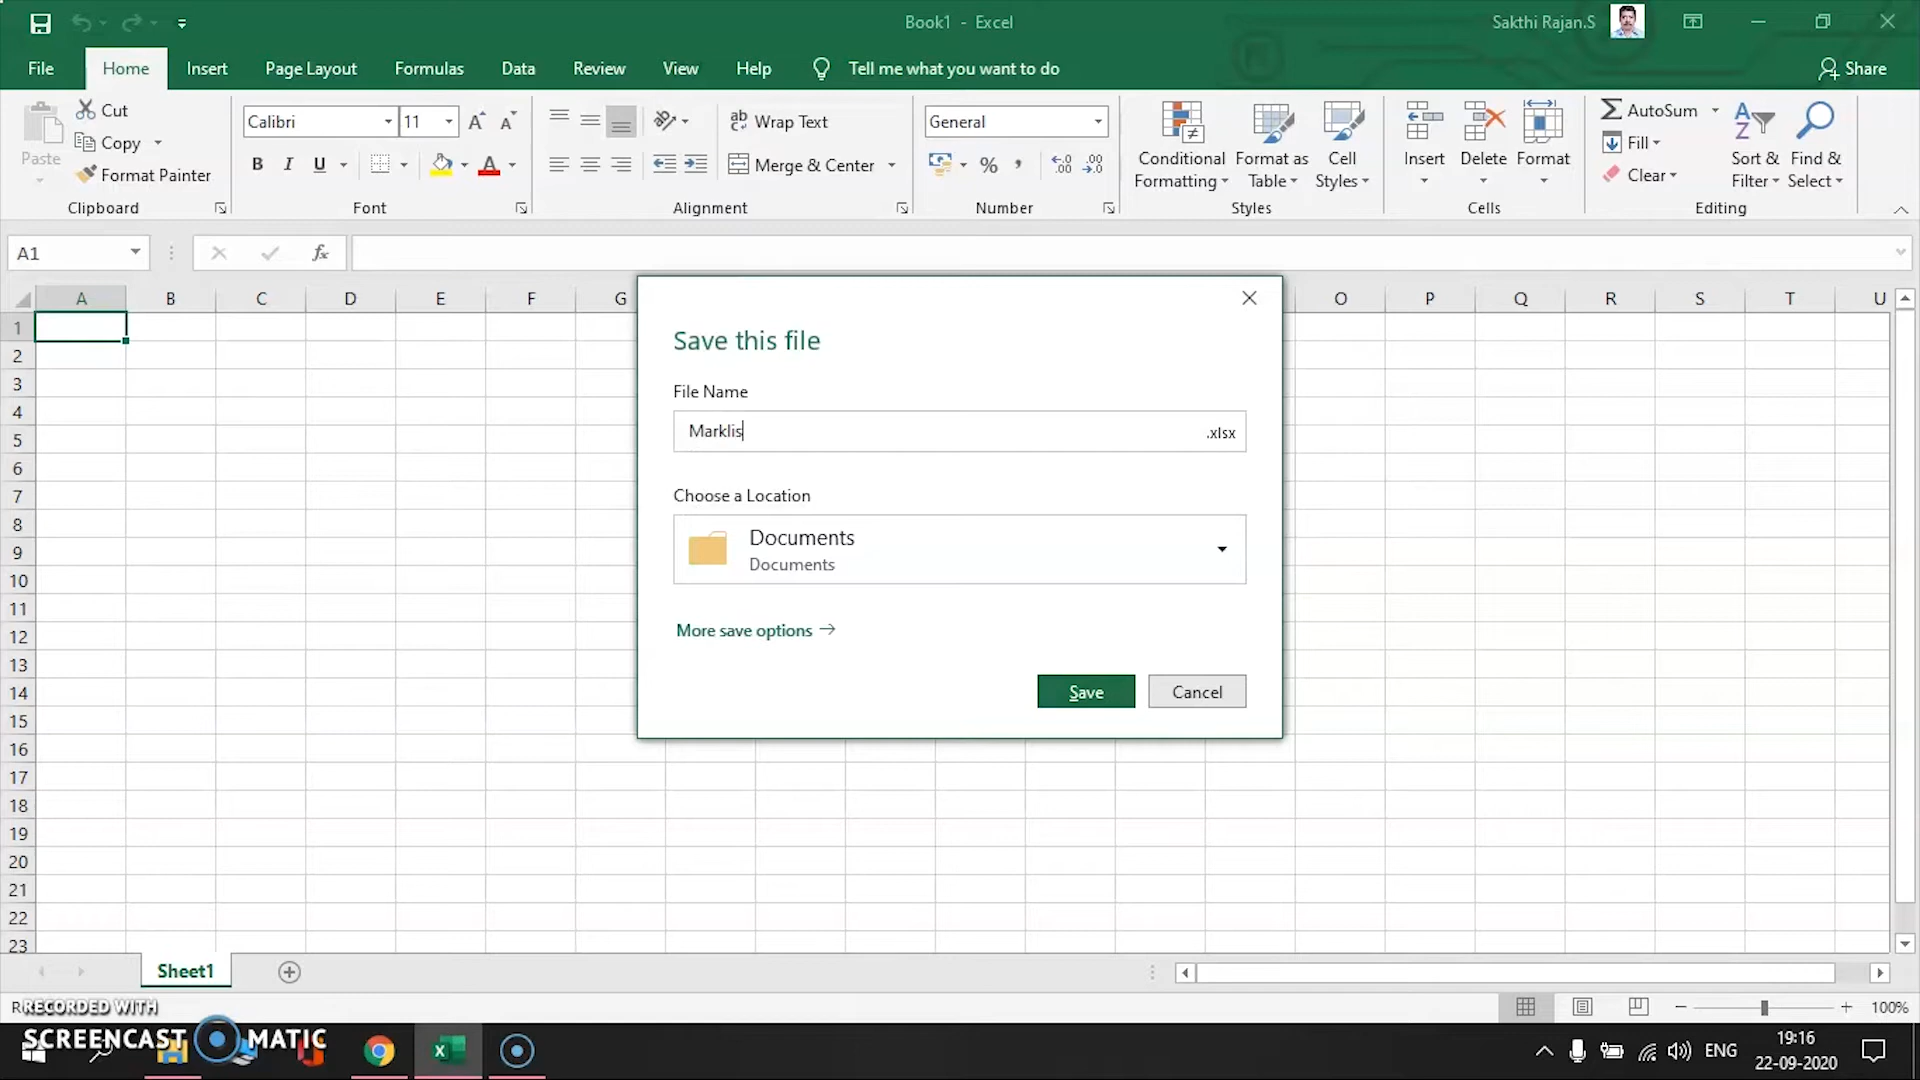 Book1 - Excel
Sakthi Rajan.S
File Home Insert Page Layout Formulas Data Review View Help Tell me what you want to do Share
Paste
Cut
Copy
Format Painter
Clipboard
Calibri 11
B I U A
Font
ab Wrap Text
Merge & Center
Alignment
General
% ,
Number
Conditional Formatting
Format as Table
Cell Styles
Styles
Insert
Delete
Format
Cells
AutoSum
Fill
Clear
Sort & Filter
Find & Select
Editing
A1 fx
A B C D E F G O P Q R S T U
1
2
3
4
5
6
7
8
9
10
11
12
13
14
15
16
17
18
19
20
21
22
23
Save this file
File Name
Marklis .xlsx
Choose a Location
Documents
Documents
More save options
Save Cancel
Sheet1
100%
RECORDED WITH
SCREENCAST MATIC
ENG
19:16
22-09-2020